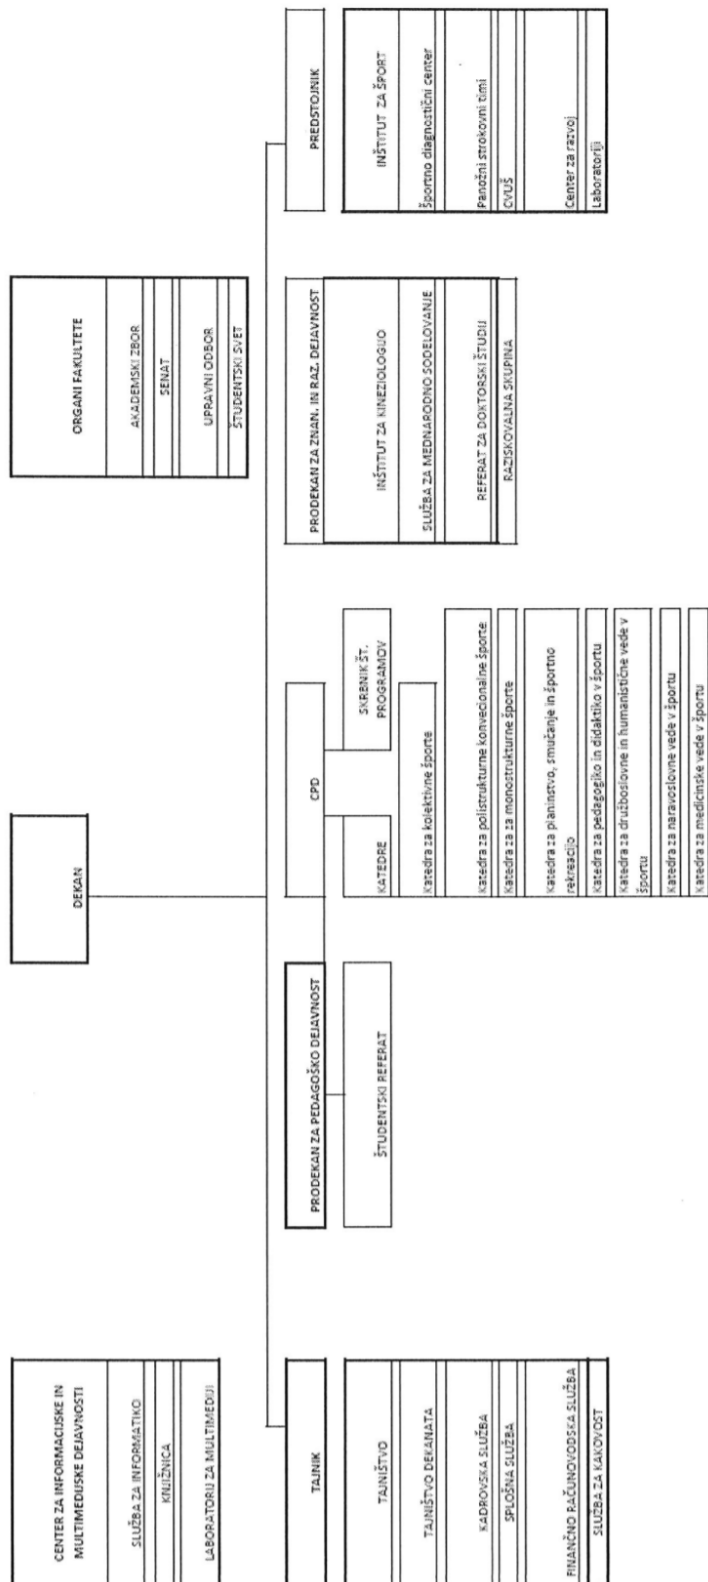 CENTER ZA INFORMACIJSKE IN
MULTIMEDIJSKE DEJAVNOSTI
SLUŽBA ZA INFORMATIKO
KNJIŽNICA
LABORATORIJ ZA MULTIMEDIJI
DEKAN
ORGANI FAKULTETE
AKADEMSKI ZBOR
SENAT
UPRAVNI ODBOR
ŠTUDENTSKI SVET
TAJNIK
TAJNIŠTVO
TAJNIŠTVO DEKANATA
KADROVSKA SLUŽBA
SPLOŠNA SLUŽBA
FINANČNO RAČUNOVODSKA SLUŽBA
SLUŽBA ZA KAKOVOST
PRODEKAN ZA PEDAGOŠKO DEJAVNOST
ŠTUDENTSKI REFERAT
CPD
KATEDRE
SKRBNIK ŠT.
PROGRAMOV
Katedra za kolektivne športe
Katedra za polistrukturne konvecionalne športe
Katedra za za monostrukturne športe
Katedra za planinstvo, smučanje in športno
rekreacijo
Katedra za pedagogiko in didaktiko v športu
Katedra za družboslovne in humanistične vede v
športu
Katedra za naravoslovne vede v športu
Katedra za medicinske vede v športu
PRODEKAN ZA ZNAN. IN RAZ. DEJAVNOST
INŠTITUT ZA KINEZIOLOGIJO
SLUŽBA ZA MEDNARODNO SODELOVANJE
REFERAT ZA DOKTORSKI ŠTUDIJ
RAZISKOVALNA SKUPINA
PREDSTOJNIK
INŠTITUT ZA ŠPORT
Športno diagnostični center
Panožni strokovni timi
CVUŠ
Center za razvoj
Laboratoriji